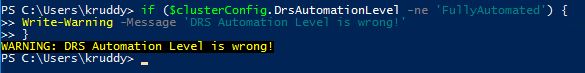 PS C:\Users\kruddy> if ($clusterConfig.DrsAutomationLevel -ne 'FullyAutomated') {
>> Write-Warning -Message 'DRS Automation Level is wrong!'
>> }
WARNING: DRS Automation Level is wrong!
PS C:\Users\kruddy>